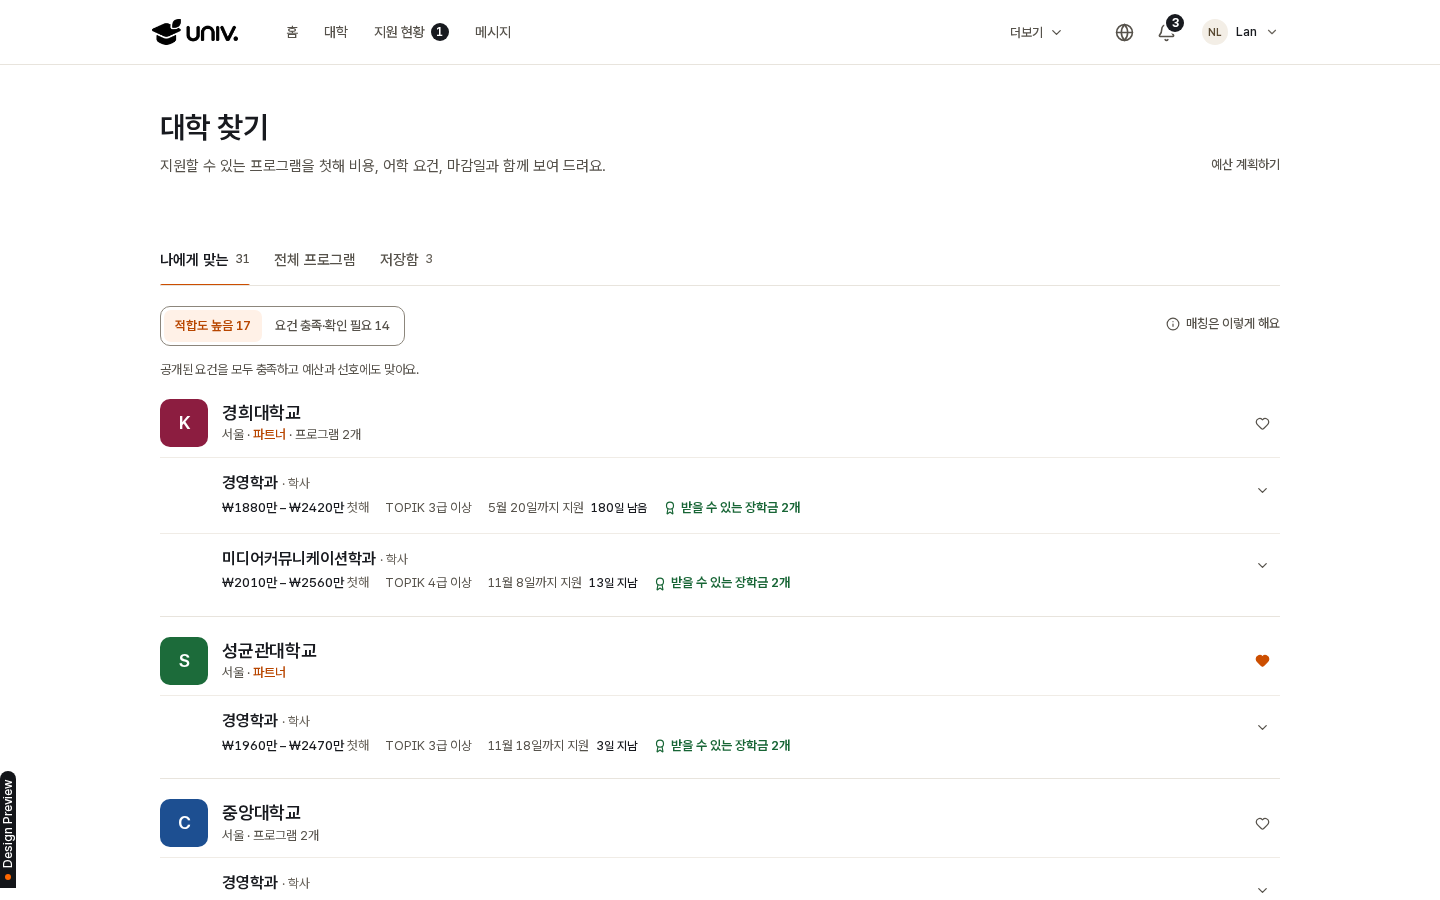 UNIV.
홈
대학
지원 현황 1
메시지
더보기
3
NL Lan
대학 찾기
지원할 수 있는 프로그램을 첫해 비용, 어학 요건, 마감일과 함께 보여 드려요.
예산 계획하기
나에게 맞는 31
전체 프로그램
저장함 3
적합도 높음 17
요건 충족·확인 필요 14
매칭은 이렇게 해요
공개된 요건을 모두 충족하고 예산과 선호에도 맞아요.
K
경희대학교
서울 · 파트너 · 프로그램 2개
경영학과 · 학사
₩1880만 – ₩2420만 첫해 TOPIK 3급 이상 5월 20일까지 지원 180일 남음 받을 수 있는 장학금 2개
미디어커뮤니케이션학과 · 학사
₩2010만 – ₩2560만 첫해 TOPIK 4급 이상 11월 8일까지 지원 13일 지남 받을 수 있는 장학금 2개
S
성균관대학교
서울 · 파트너
경영학과 · 학사
₩1960만 – ₩2470만 첫해 TOPIK 3급 이상 11월 18일까지 지원 3일 지남 받을 수 있는 장학금 2개
C
중앙대학교
서울 · 프로그램 2개
경영학과 · 학사
Design Preview